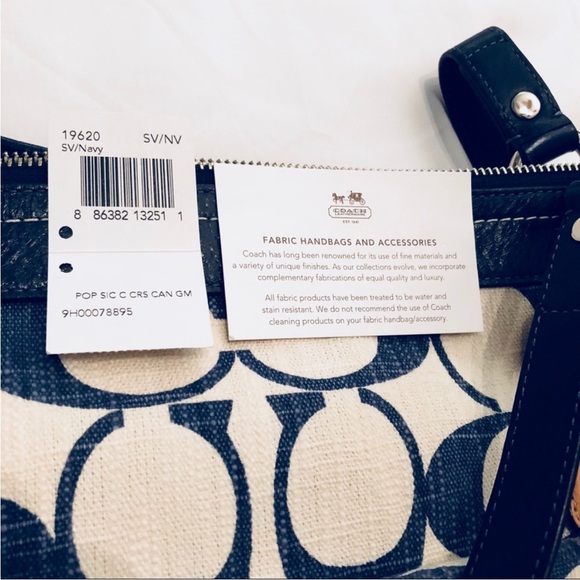 19620 SV/NV
SV/Navy
8 86382 13251 1
POP SIC C CRS CAN GM
9H00078895
COACH
EST. 1941
FABRIC HANDBAGS AND ACCESSORIES
Coach has long been renowned for its use of fine materials and
a variety of unique finishes. As our collections evolve, we incorporate
complementary fabrications of equal quality and luxury.
All fabric products have been treated to be water and
stain resistant. We do not recommend the use of Coach
cleaning products on your fabric handbag/accessory.